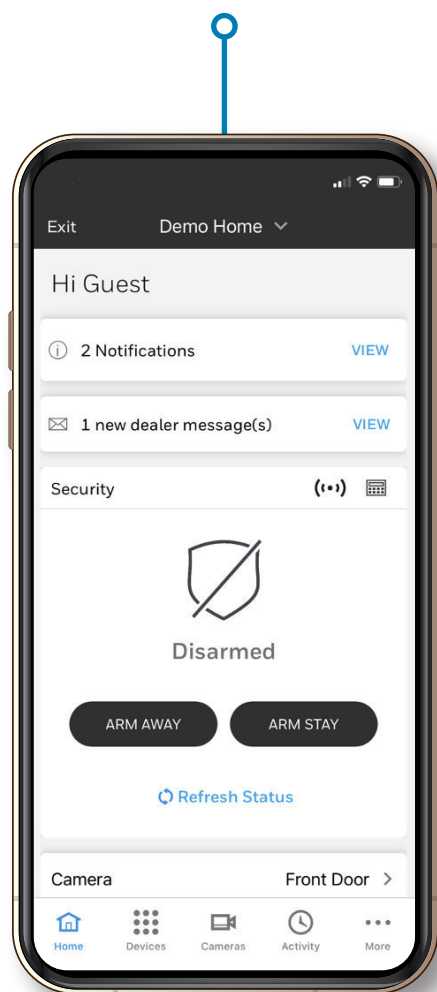 Exit Demo Home
Hi Guest
2 Notifications VIEW
1 new dealer message(s) VIEW
Security
Disarmed
ARM AWAY ARM STAY
Refresh Status
Camera Front Door
Home Devices Cameras Activity More